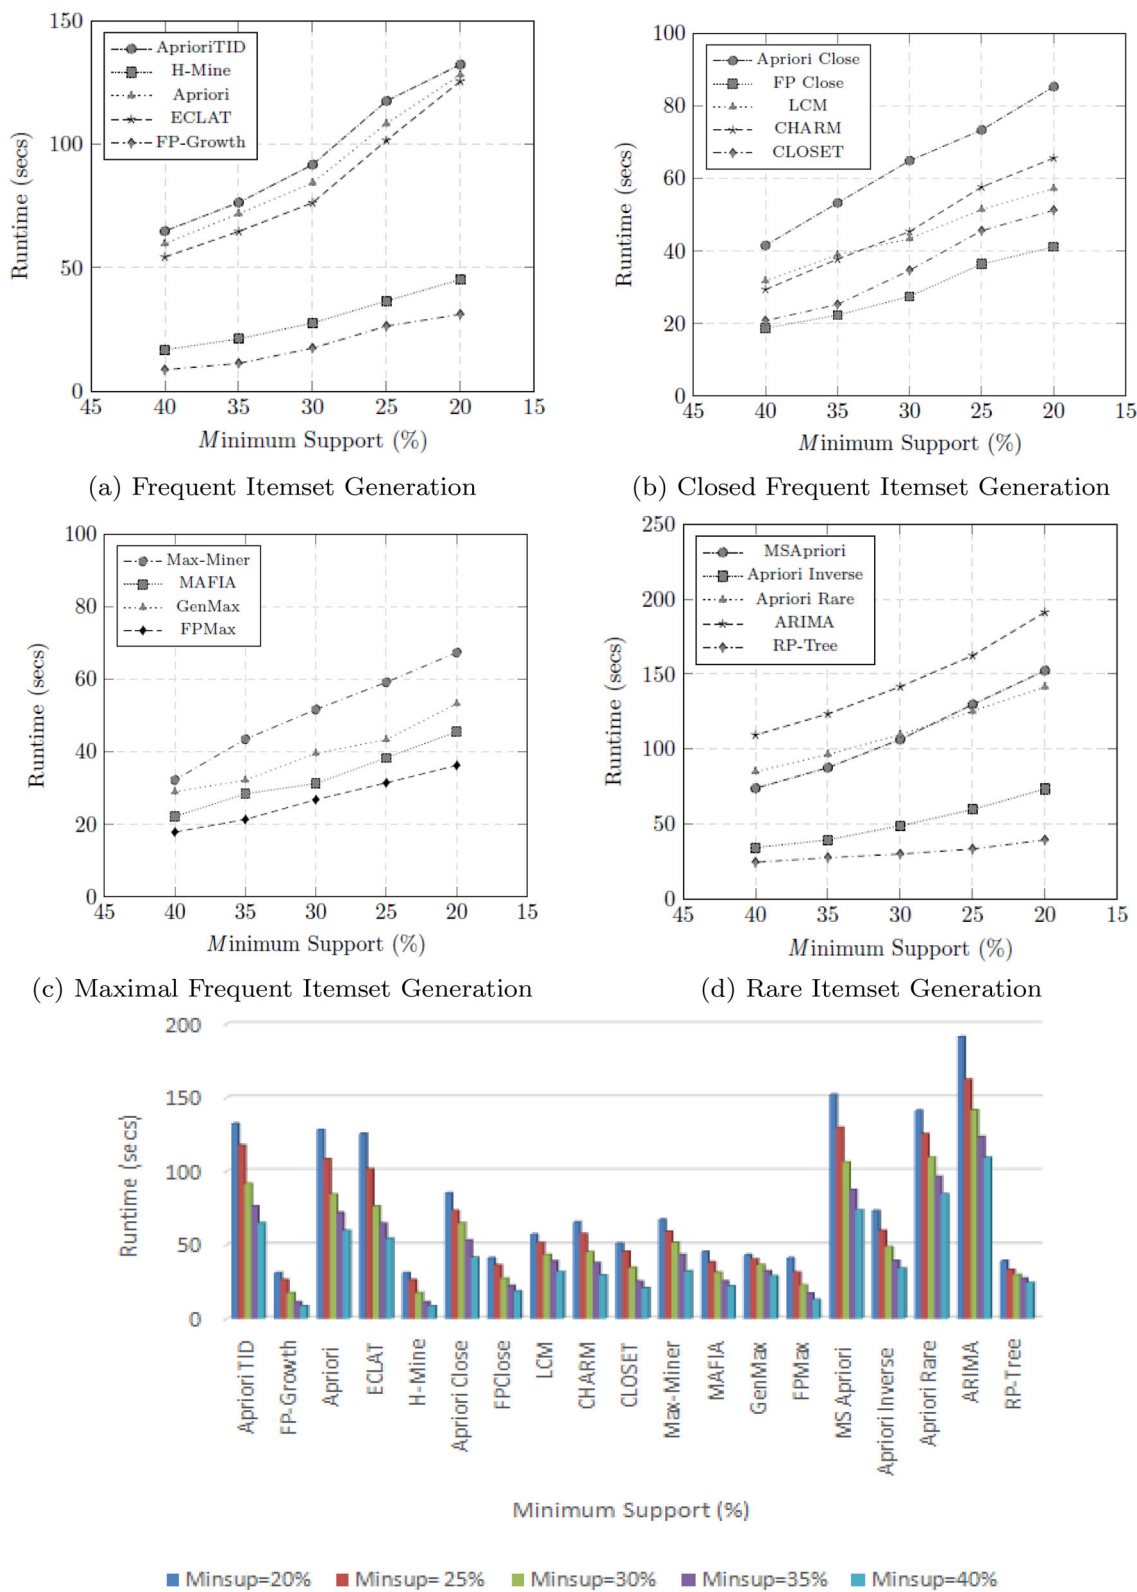 150
100
50
0
Runtime (secs)
AprioriTID
H-Mine
Apriori
ECLAT
FP-Growth
45 40 35 30 25 20 15
Minimum Support (%)
(a) Frequent Itemset Generation
100
80
60
40
20
0
Runtime (secs)
Apriori Close
FP Close
LCM
CHARM
CLOSET
45 40 35 30 25 20 15
Minimum Support (%)
(b) Closed Frequent Itemset Generation
100
80
60
40
20
0
Runtime (secs)
Max-Miner
MAFIA
GenMax
FPMax
45 40 35 30 25 20 15
Minimum Support (%)
(c) Maximal Frequent Itemset Generation
250
200
150
100
50
0
Runtime (secs)
MSApriori
Apriori Inverse
Apriori Rare
ARIMA
RP-Tree
45 40 35 30 25 20 15
Minimum Support (%)
(d) Rare Itemset Generation
200
150
100
50
0
Runtime (secs)
Apriori TID
FP-Growth
Apriori
ECLAT
H-Mine
Apriori Close
FPClose
LCM
CHARM
CLOSET
Max-Miner
MAFIA
GenMax
FPMax
MS Apriori
Apriori Inverse
Apriori Rare
ARIMA
RP-Tree
Minimum Support (%)
Minsup=20% Minsup= 25% Minsup=30% Minsup=35% Minsup=40%